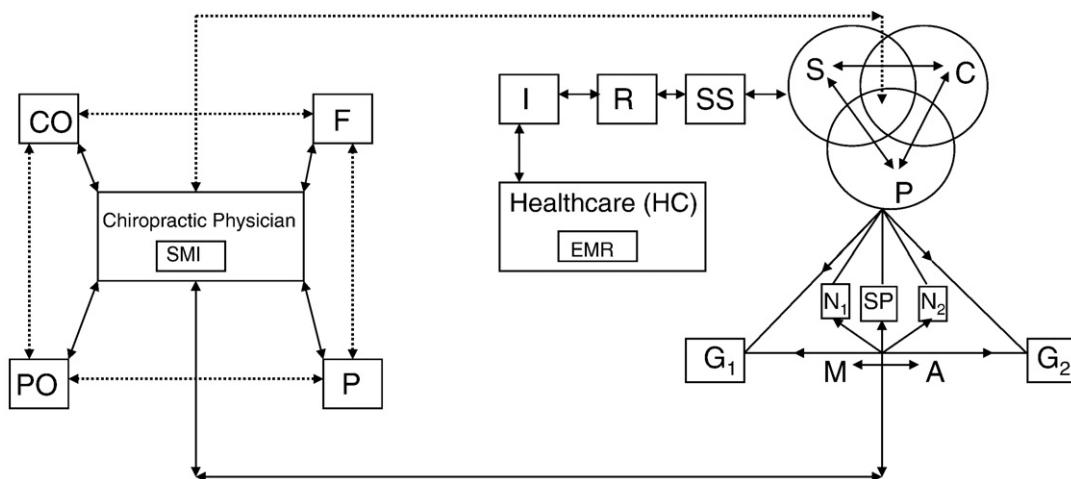 S C
CO F I R SS
P
Chiropractic Physician
SMI
Healthcare (HC)
EMR
N₁ SP N₂
PO P G₁ M A G₂